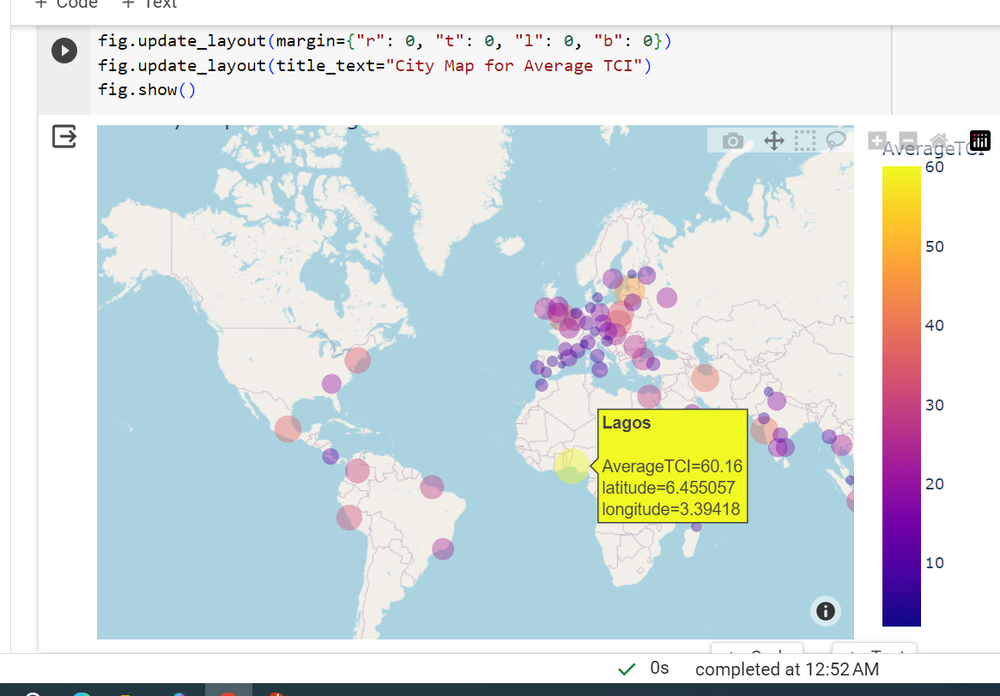 + Code + Text
fig.update_layout(margin={"r": 0, "t": 0, "l": 0, "b": 0})
fig.update_layout(title_text="City Map for Average TCI")
fig.show()
AverageTCI
60
50
40
30
20
10
Lagos
AverageTCI=60.16
latitude=6.455057
longitude=3.39418
0s completed at 12:52 AM